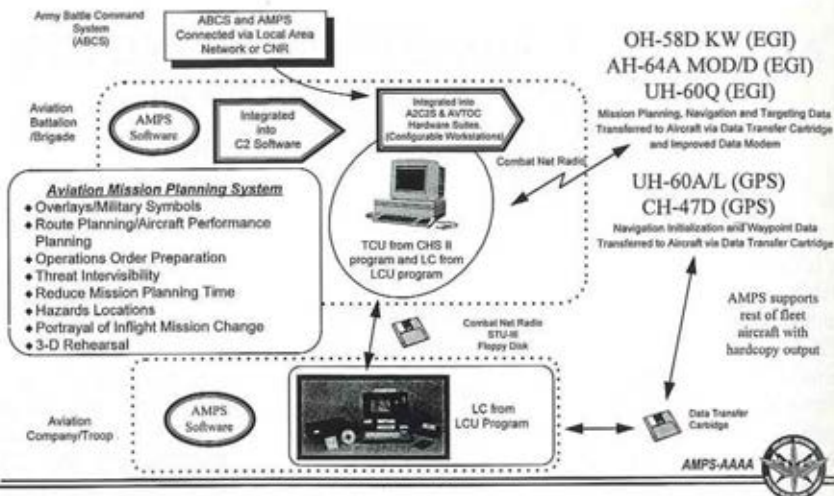 Army Battle Command
System
(ABCS)
ABCS and AMPS
Connected via Local Area
Network or CNR
OH-58D KW (EGI)
AH-64A MOD/D (EGI)
UH-60Q (EGI)
Mission Planning, Navigation and Targeting Data
Transferred to Aircraft via Data Transfer Cartridge
and Improved Data Modem
Aviation
Battalion
/Brigade
AMPS
Software
Integrated
into
C2 Software
Integrated into
A2C2S & AVTOC
Hardware Suites.
(Configurable Workstations)
Combat Net Radio
UH-60A/L (GPS)
CH-47D (GPS)
Navigation Initialization and Waypoint Data
Transferred to Aircraft via Data Transfer Cartridge
Aviation Mission Planning System
Overlays/Military Symbols
Route Planning/Aircraft Performance
Planning
Operations Order Preparation
Threat Intervisibility
Reduce Mission Planning Time
Hazards Locations
Portrayal of Inflight Mission Change
3-D Rehearsal
TCU from CHS II
program and LC from
LCU program
Combat Net Radio
STU-III
Floppy Disk
AMPS supports
rest of fleet
aircraft with
hardcopy output
Aviation
Company/Troop
AMPS
Software
LC from
LCU Program
Data Transfer
Cartridge
AMPS-AAAA